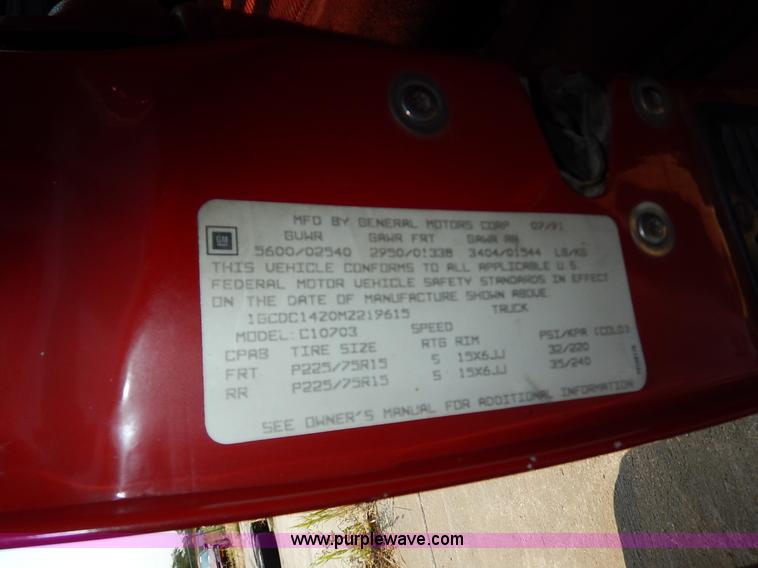 MFD BY GENERAL MOTORS CORP 07/91
GVWR GAWR FRT GAWR RR
GM
5600/02540 2950/01338 3404/01544 LB/KG
THIS VEHICLE CONFORMS TO ALL APPLICABLE U.S.
FEDERAL MOTOR VEHICLE SAFETY STANDARDS IN EFFECT
ON THE DATE OF MANUFACTURE SHOWN ABOVE.
1GCDC14Z0MZ219615 TRUCK
MODEL: C10703 SPEED
CPAB TIRE SIZE RTG RIM PSI/KPA (COLD)
FRT P225/75R15 S 15X6JJ 32/220
RR P225/75R15 S 15X6JJ 35/240
SEE OWNER'S MANUAL FOR ADDITIONAL INFORMATION
www.purplewave.com